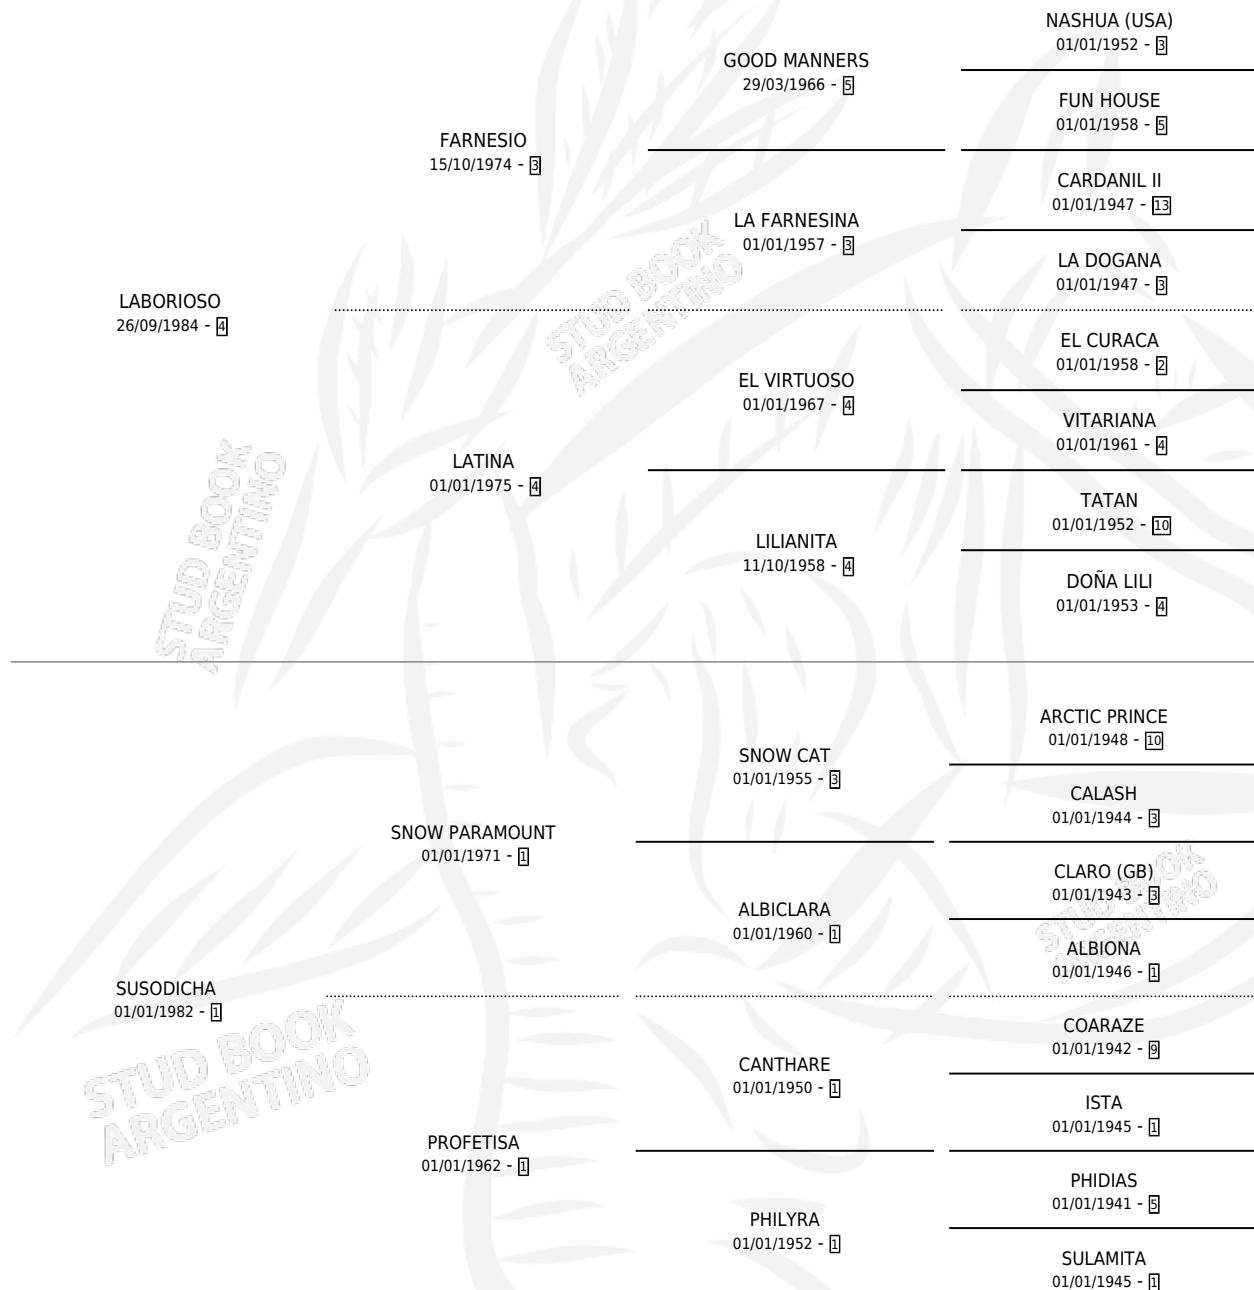 NASHUA (USA)
01/01/1952 - 3
GOOD MANNERS
29/03/1966 - 5
FUN HOUSE
01/01/1958 - 5
FARNESIO
15/10/1974 - 3
CARDANIL II
01/01/1947 - 13
LA FARNESINA
01/01/1957 - 3
LA DOGANA
01/01/1947 - 3
LABORIOSO
26/09/1984 - 4
EL CURACA
01/01/1958 - 2
EL VIRTUOSO
01/01/1967 - 4
VITARIANA
01/01/1961 - 4
LATINA
01/01/1975 - 4
TATAN
01/01/1952 - 10
LILIANITA
11/10/1958 - 4
DOÑA LILI
01/01/1953 - 4
ARCTIC PRINCE
01/01/1948 - 10
SNOW CAT
01/01/1955 - 3
CALASH
01/01/1944 - 3
SNOW PARAMOUNT
01/01/1971 - 1
CLARO (GB)
01/01/1943 - 3
ALBICLARA
01/01/1960 - 1
ALBIONA
01/01/1946 - 1
SUSODICHA
01/01/1982 - 1
COARAZE
01/01/1942 - 9
CANTHARE
01/01/1950 - 1
ISTA
01/01/1945 - 1
PROFETISA
01/01/1962 - 1
PHIDIAS
01/01/1941 - 5
PHILYRA
01/01/1952 - 1
SULAMITA
01/01/1945 - 1
STUD BOOK
ARGENTINO
STUD BOOK
ARGENTINO
STUD BOOK
ARGENTINO
STUD BOOK
ARGENTINO